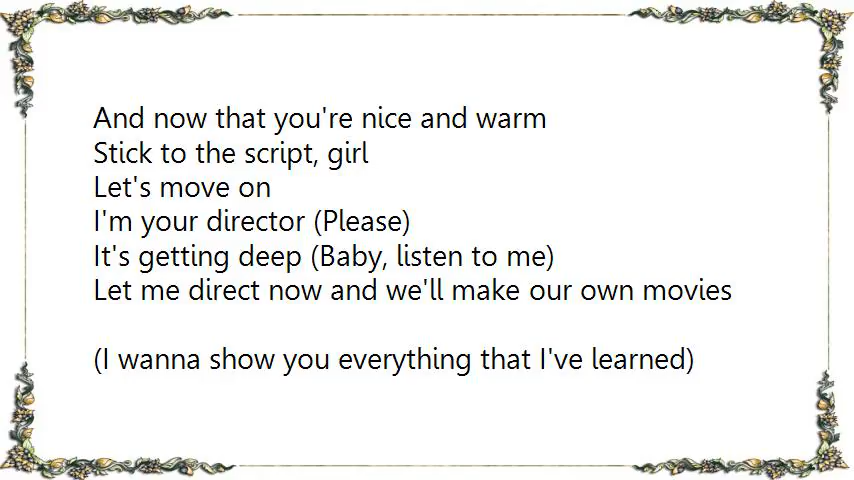 And now that you're nice and warm
Stick to the script, girl
Let's move on
I'm your director (Please)
It's getting deep (Baby, listen to me)
Let me direct now and we'll make our own movies
(I wanna show you everything that I've learned)